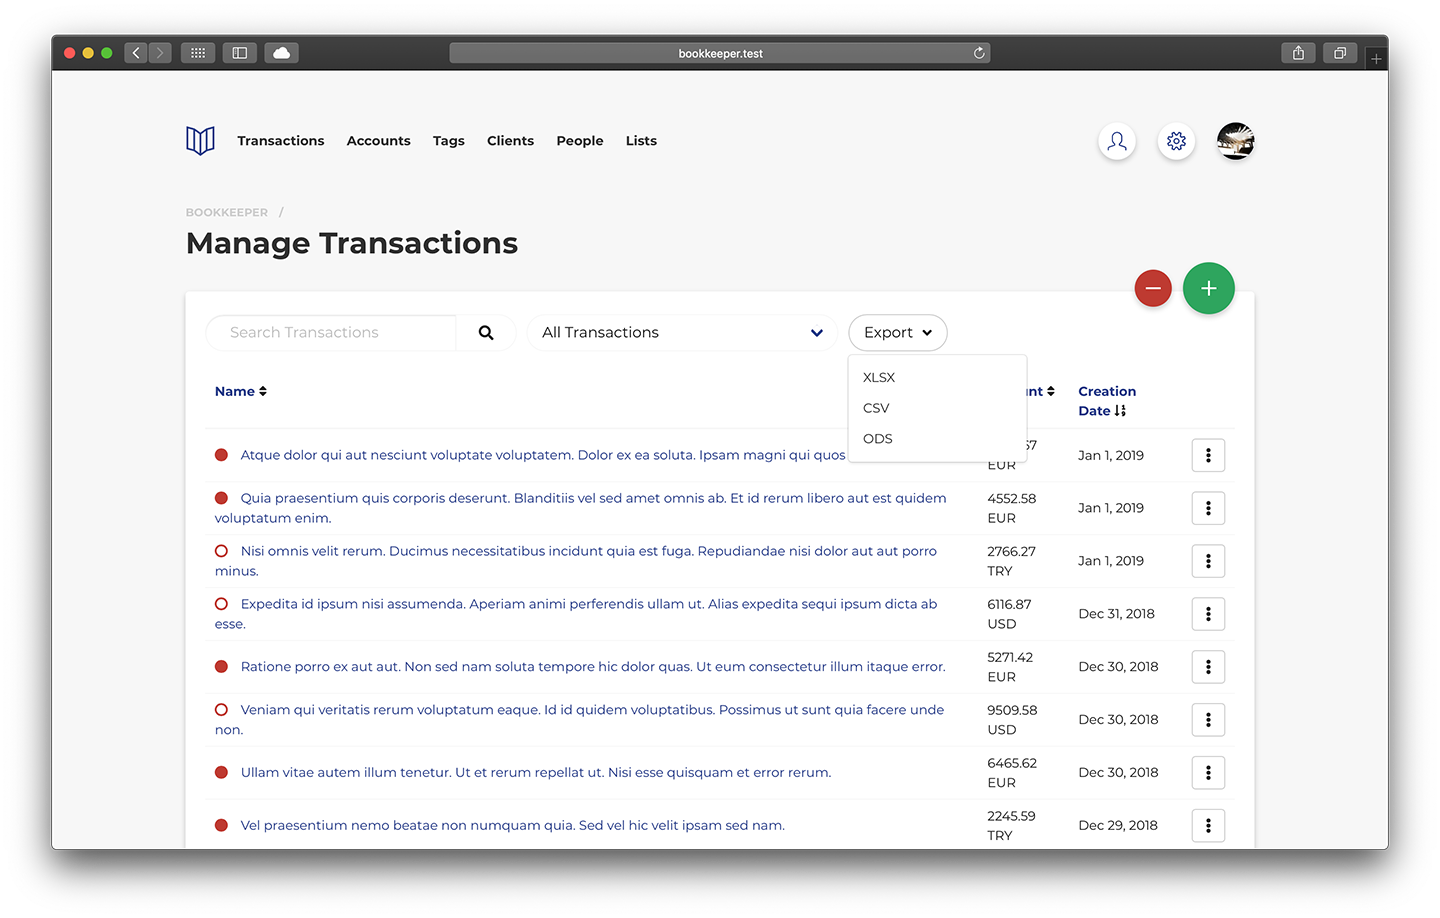 bookkeeper.test
Transactions Accounts Tags Clients People Lists
BOOKKEEPER /
Manage Transactions
Search Transactions All Transactions Export
XLSX
CSV
ODS
Name nt Creation
Date
Atque dolor qui aut nesciunt voluptate voluptatem. Dolor ex ea soluta. Ipsam magni qui quos 67 Jan 1, 2019
EUR
Quia praesentium quis corporis deserunt. Blanditiis vel sed amet omnis ab. Et id rerum libero aut est quidem 4552.58 Jan 1, 2019
voluptatum enim. EUR
Nisi omnis velit rerum. Ducimus necessitatibus incidunt quia est fuga. Repudiandae nisi dolor aut aut porro 2766.27 Jan 1, 2019
minus. TRY
Expedita id ipsum nisi assumenda. Aperiam animi perferendis ullam ut. Alias expedita sequi ipsum dicta ab 6116.87 Dec 31, 2018
esse. USD
Ratione porro ex aut aut. Non sed nam soluta tempore hic dolor quas. Ut eum consectetur illum itaque error. 5271.42 Dec 30, 2018
EUR
Veniam qui veritatis rerum voluptatum eaque. Id id quidem voluptatibus. Possimus ut sunt quia facere unde 9509.58 Dec 30, 2018
non. USD
Ullam vitae autem illum tenetur. Ut et rerum repellat ut. Nisi esse quisquam et error rerum. 6465.62 Dec 30, 2018
EUR
Vel praesentium nemo beatae non numquam quia. Sed vel hic velit ipsam sed nam. 2245.59 Dec 29, 2018
TRY